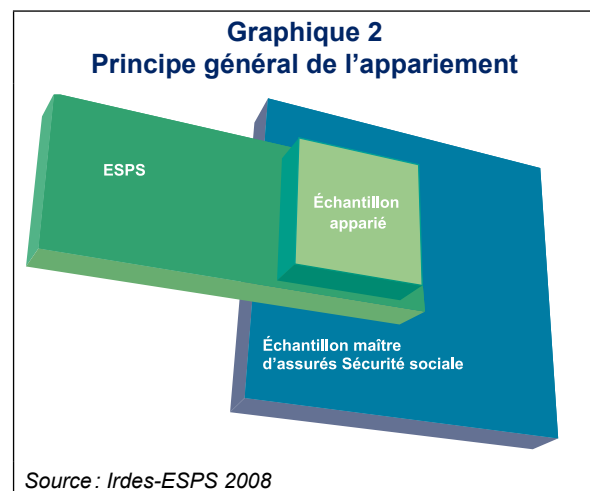 Graphique 2
Principe général de l’appariement
ESPS
Échantillon
apparié
Échantillon maître
d’assurés Sécurité sociale
Source : Irdes-ESPS 2008